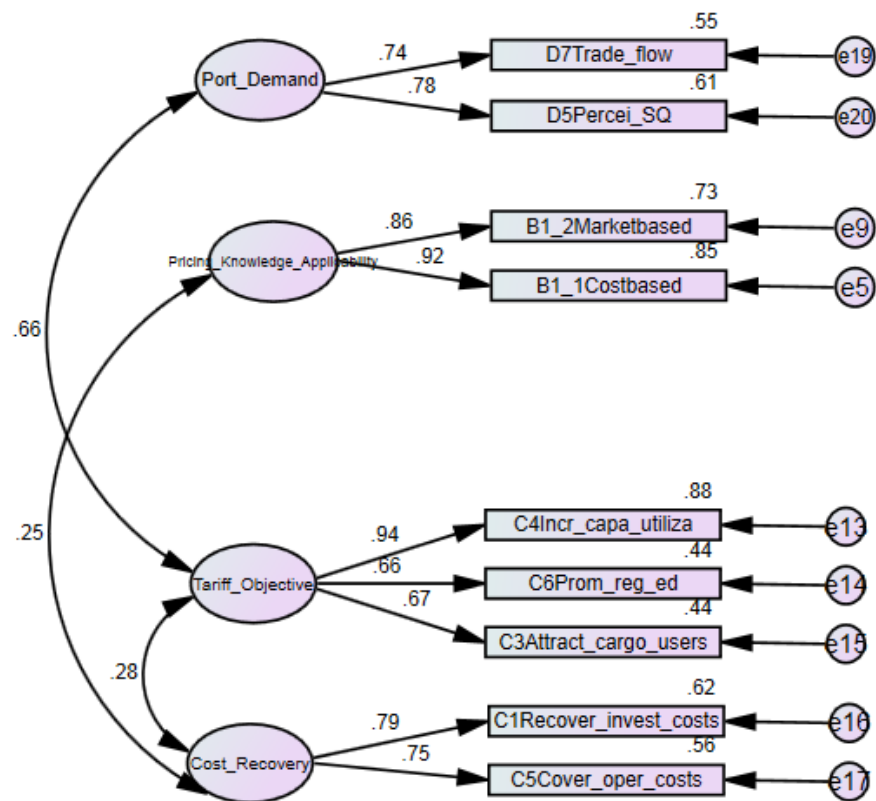 .55
.74
D7Trade_flow
e19
Port_Demand
.78
.61
D5Percei_SQ
e20
.73
.86
B1_2Marketbased
e9
Pricing_Knowledge_Applicability
.92
.85
B1_1Costbased
e5
.66
.25
.88
.94
C4Incr_capa_utiliza
e13
.66
.44
Tariff_Objective
C6Prom_reg_ed
e14
.67
.44
C3Attract_cargo_users
e15
.28
.62
.79
C1Recover_invest_costs
e16
Cost_Recovery
.75
.56
C5Cover_oper_costs
e17